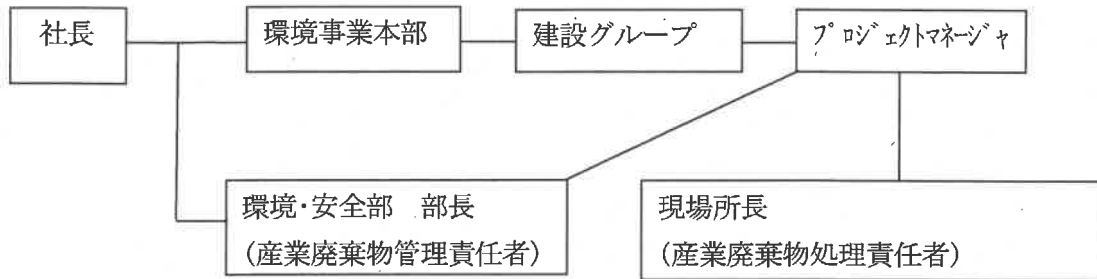 社長
環境事業本部
建設グループ
プロジェクトマネージャ
環境・安全部 部長
(産業廃棄物管理責任者)
現場所長
(産業廃棄物処理責任者)